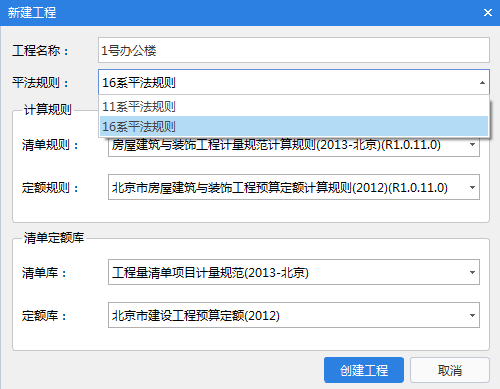 新建工程
工程名称：
1号办公楼
平法规则：
16系平法规则
11系平法规则
16系平法规则
计算规则
清单规则：
房屋建筑与装饰工程计量规范计算规则(2013-北京)(R1.0.11.0)
定额规则：
北京市房屋建筑与装饰工程预算定额计算规则(2012)(R1.0.11.0)
清单定额库
清单库：
工程量清单项目计量规范(2013-北京)
定额库：
北京市建设工程预算定额(2012)
创建工程
取消